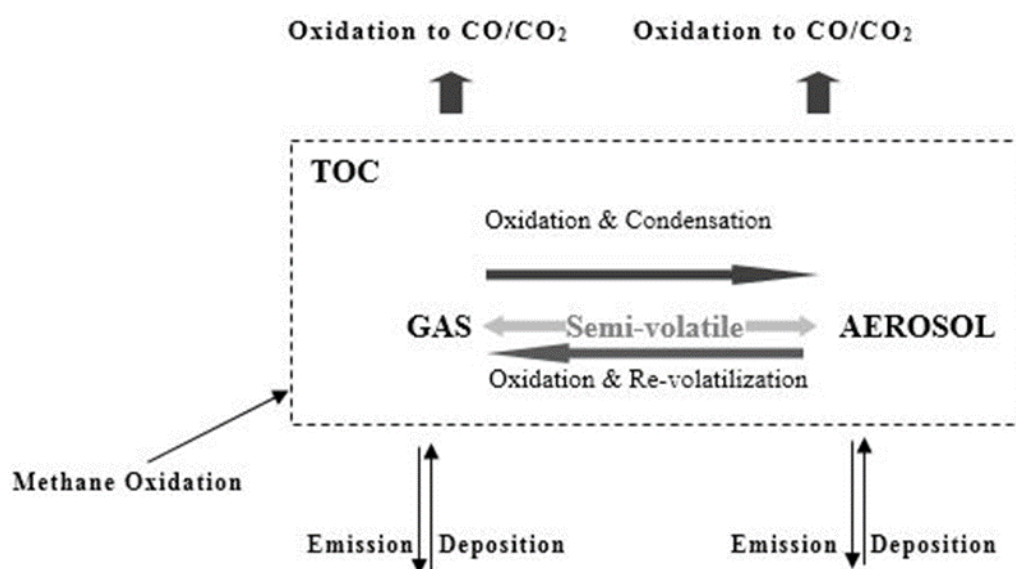 Oxidation to CO/CO₂
Oxidation to CO/CO₂
TOC
Oxidation & Condensation
GAS
Semi-volatile
AEROSOL
Oxidation & Re-volatilization
Methane Oxidation
Emission
Deposition
Emission
Deposition